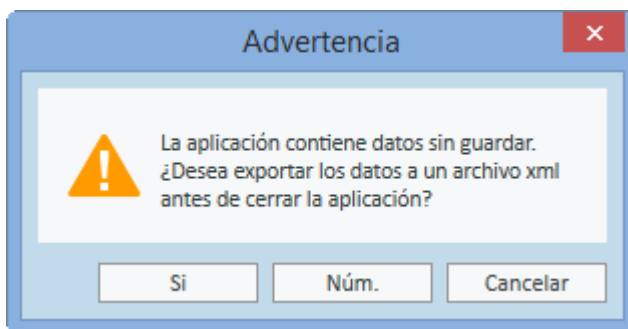 Advertencia
La aplicación contiene datos sin guardar.
¿Desea exportar los datos a un archivo xml
antes de cerrar la aplicación?
Si
Núm.
Cancelar